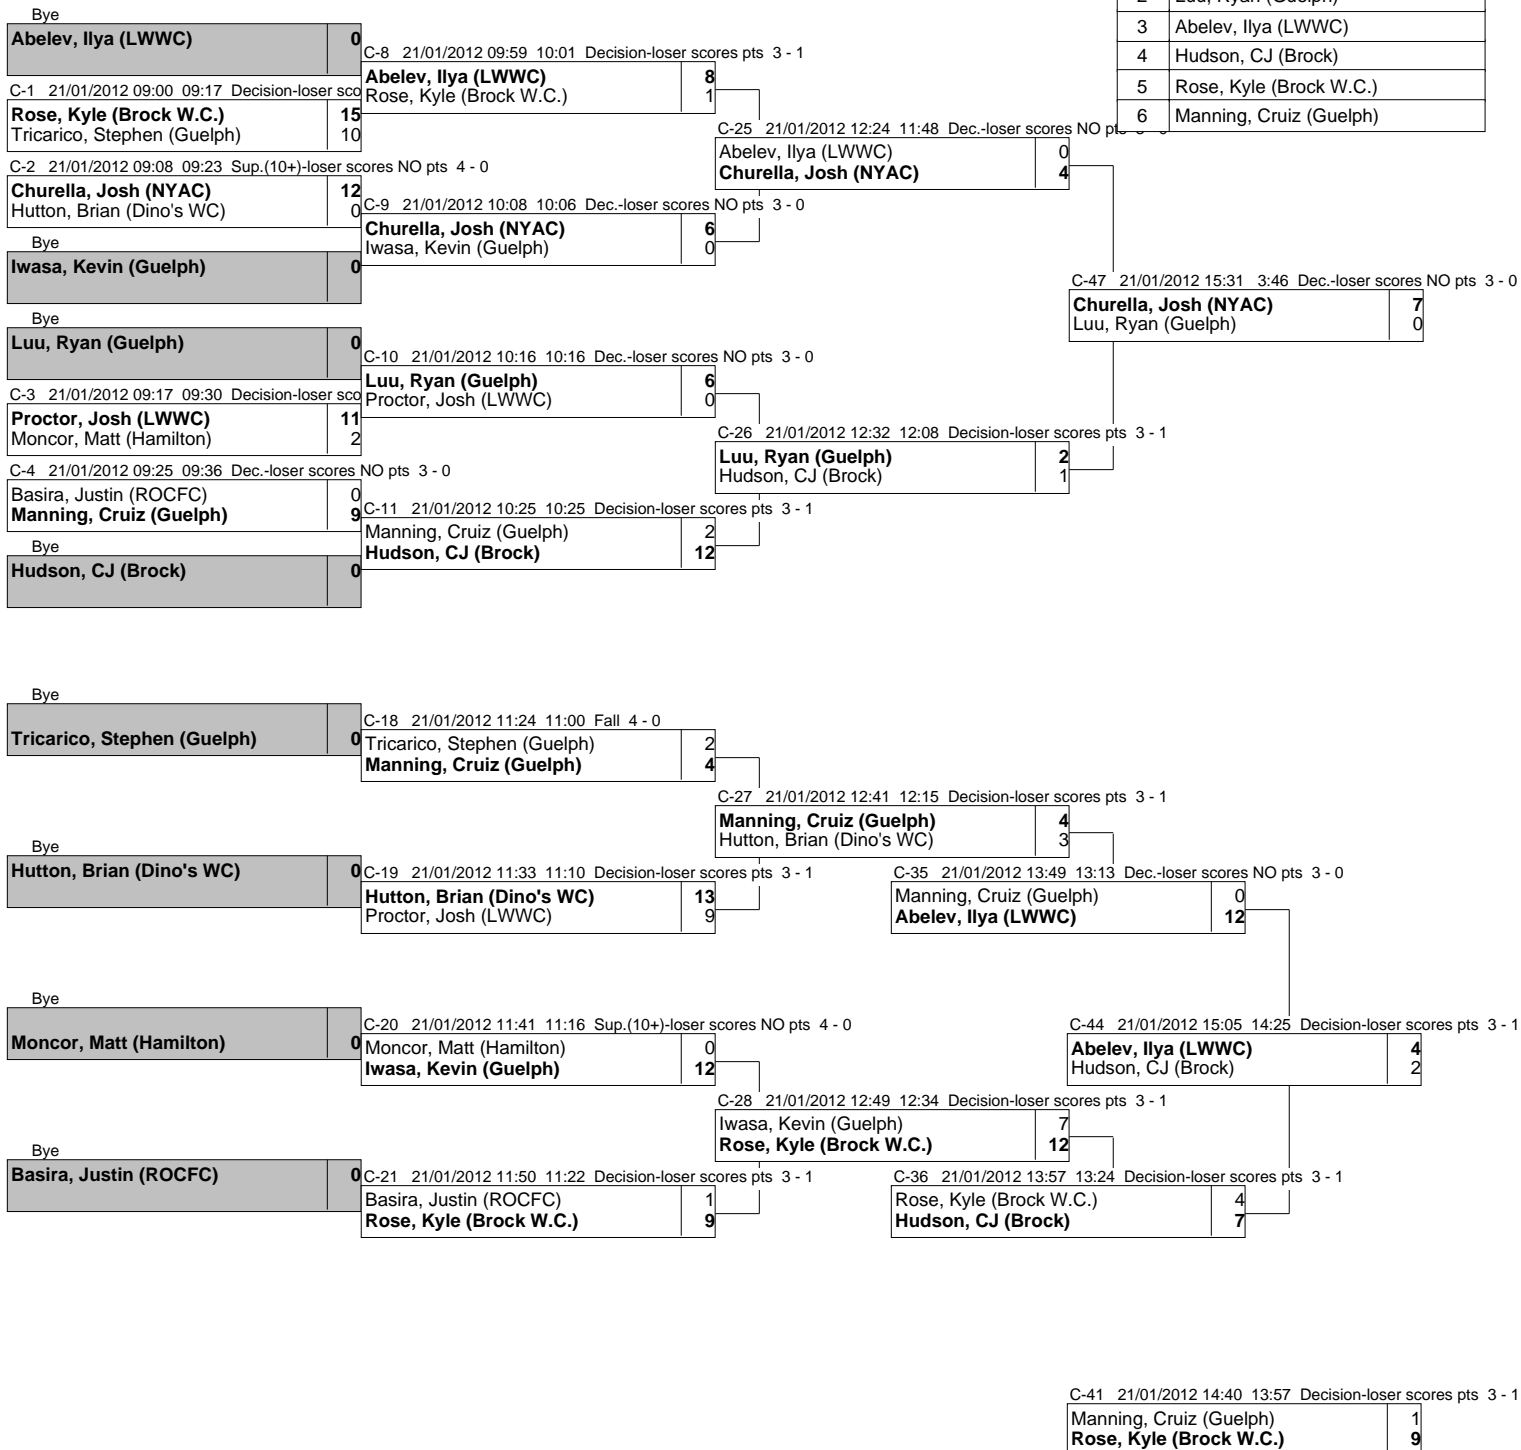 2 Luu, Ryan (Guelph)
3 Abelev, Ilya (LWWC)
4 Hudson, CJ (Brock)
5 Rose, Kyle (Brock W.C.)
6 Manning, Cruiz (Guelph)
Bye
Abelev, Ilya (LWWC) 0
C-1 21/01/2012 09:00 09:17 Decision-loser sco
Rose, Kyle (Brock W.C.) 15
Tricarico, Stephen (Guelph) 10
C-2 21/01/2012 09:08 09:23 Sup.(10+)-loser scores NO pts 4 - 0
Churella, Josh (NYAC) 12
Hutton, Brian (Dino's WC) 0
Bye
Iwasa, Kevin (Guelph) 0
Bye
Luu, Ryan (Guelph) 0
C-3 21/01/2012 09:17 09:30 Decision-loser sco
Proctor, Josh (LWWC) 11
Moncor, Matt (Hamilton) 2
C-4 21/01/2012 09:25 09:36 Dec.-loser scores NO pts 3 - 0
Basira, Justin (ROCFC) 0
Manning, Cruiz (Guelph) 9
Bye
Hudson, CJ (Brock) 0
C-8 21/01/2012 09:59 10:01 Decision-loser scores pts 3 - 1
Abelev, Ilya (LWWC) 8
Rose, Kyle (Brock W.C.) 1
C-9 21/01/2012 10:08 10:06 Dec.-loser scores NO pts 3 - 0
Churella, Josh (NYAC) 6
Iwasa, Kevin (Guelph) 0
C-10 21/01/2012 10:16 10:16 Dec.-loser scores NO pts 3 - 0
Luu, Ryan (Guelph) 6
Proctor, Josh (LWWC) 0
C-11 21/01/2012 10:25 10:25 Decision-loser scores pts 3 - 1
Manning, Cruiz (Guelph) 2
Hudson, CJ (Brock) 12
C-25 21/01/2012 12:24 11:48 Dec.-loser scores NO pts
Abelev, Ilya (LWWC) 0
Churella, Josh (NYAC) 4
C-26 21/01/2012 12:32 12:08 Decision-loser scores pts 3 - 1
Luu, Ryan (Guelph) 2
Hudson, CJ (Brock) 1
C-47 21/01/2012 15:31 3:46 Dec.-loser scores NO pts 3 - 0
Churella, Josh (NYAC) 7
Luu, Ryan (Guelph) 0
Bye
Tricarico, Stephen (Guelph) 0
Bye
Hutton, Brian (Dino's WC) 0
Bye
Moncor, Matt (Hamilton) 0
Bye
Basira, Justin (ROCFC) 0
C-18 21/01/2012 11:24 11:00 Fall 4 - 0
Tricarico, Stephen (Guelph) 2
Manning, Cruiz (Guelph) 4
C-19 21/01/2012 11:33 11:10 Decision-loser scores pts 3 - 1
Hutton, Brian (Dino's WC) 13
Proctor, Josh (LWWC) 9
C-20 21/01/2012 11:41 11:16 Sup.(10+)-loser scores NO pts 4 - 0
Moncor, Matt (Hamilton) 0
Iwasa, Kevin (Guelph) 12
C-21 21/01/2012 11:50 11:22 Decision-loser scores pts 3 - 1
Basira, Justin (ROCFC) 1
Rose, Kyle (Brock W.C.) 9
C-27 21/01/2012 12:41 12:15 Decision-loser scores pts 3 - 1
Manning, Cruiz (Guelph) 4
Hutton, Brian (Dino's WC) 3
C-28 21/01/2012 12:49 12:34 Decision-loser scores pts 3 - 1
Iwasa, Kevin (Guelph) 7
Rose, Kyle (Brock W.C.) 12
C-35 21/01/2012 13:49 13:13 Dec.-loser scores NO pts 3 - 0
Manning, Cruiz (Guelph) 0
Abelev, Ilya (LWWC) 12
C-36 21/01/2012 13:57 13:24 Decision-loser scores pts 3 - 1
Rose, Kyle (Brock W.C.) 4
Hudson, CJ (Brock) 7
C-44 21/01/2012 15:05 14:25 Decision-loser scores pts 3 - 1
Abelev, Ilya (LWWC) 4
Hudson, CJ (Brock) 2
C-41 21/01/2012 14:40 13:57 Decision-loser scores pts 3 - 1
Manning, Cruiz (Guelph) 1
Rose, Kyle (Brock W.C.) 9